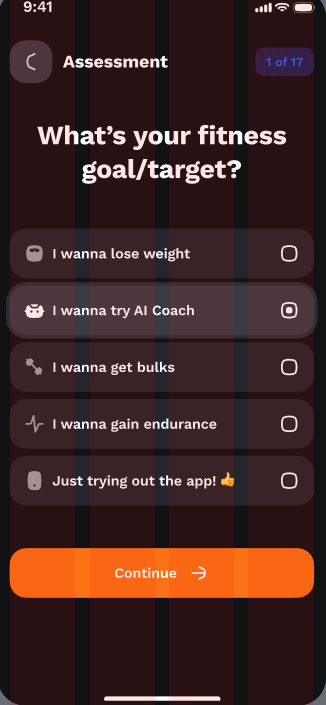 9:41
Assessment
1 of 17
What's your fitness
goal/target?
I wanna lose weight
I wanna try AI Coach
I wanna get bulks
I wanna gain endurance
Just trying out the app! 👍
Continue